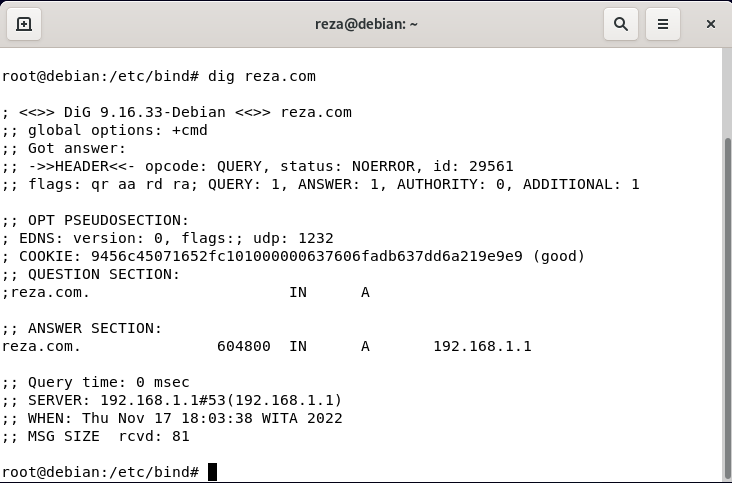 reza@debian: ~
root@debian:/etc/bind# dig reza.com
; <<>> DiG 9.16.33-Debian <<>> reza.com
;; global options: +cmd
;; Got answer:
;; ->>HEADER<<- opcode: QUERY, status: NOERROR, id: 29561
;; flags: qr aa rd ra; QUERY: 1, ANSWER: 1, AUTHORITY: 0, ADDITIONAL: 1
;; OPT PSEUDOSECTION:
; EDNS: version: 0, flags:; udp: 1232
; COOKIE: 9456c45071652fc101000000637606fadb637dd6a219e9e9 (good)
;; QUESTION SECTION:
;reza.com. IN A
;; ANSWER SECTION:
reza.com. 604800 IN A 192.168.1.1
;; Query time: 0 msec
;; SERVER: 192.168.1.1#53(192.168.1.1)
;; WHEN: Thu Nov 17 18:03:38 WITA 2022
;; MSG SIZE  rcvd: 81
root@debian:/etc/bind#